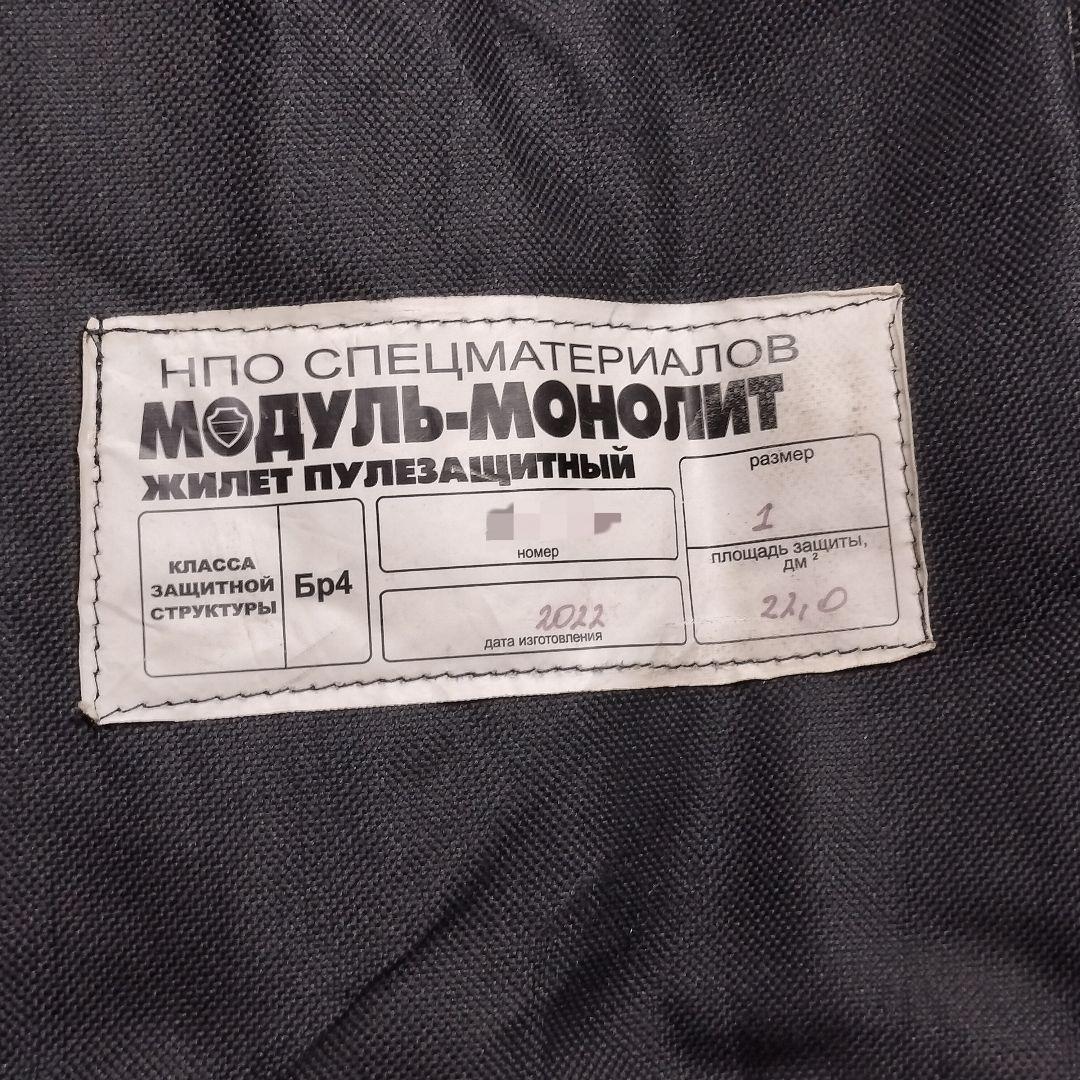 НПО СПЕЦМАТЕРИАЛОВ
МОДУЛЬ-МОНОЛИТ
ЖИЛЕТ ПУЛЕЗАЩИТНЫЙ
КЛАССА
ЗАЩИТНОЙ
СТРУКТУРЫ
Бр4
номер
2022
дата изготовления
размер
1
площадь защиты,
дм ²
22,0